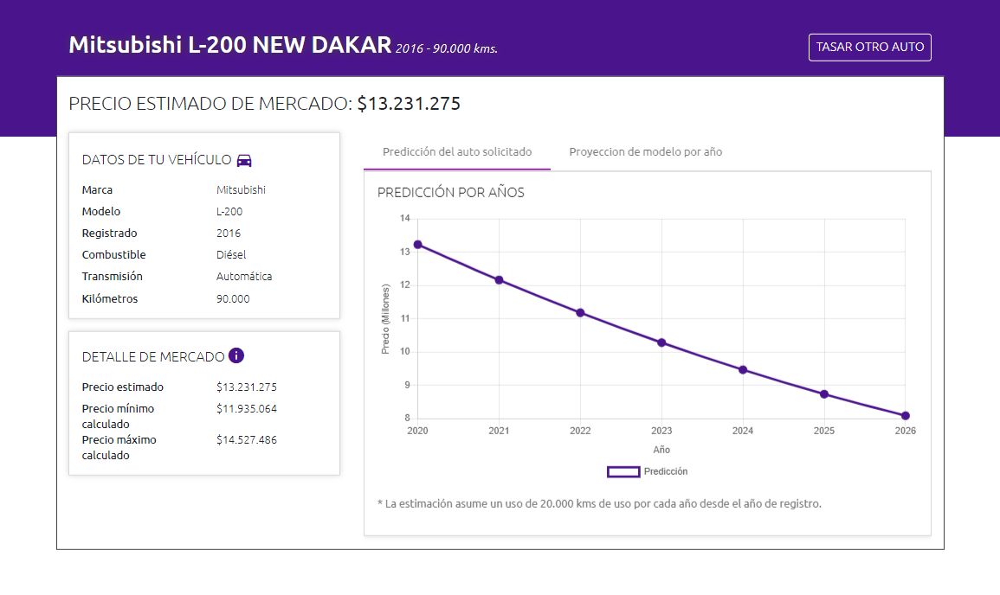 Mitsubishi L-200 NEW DAKAR 2016 - 90.000 kms.
TASAR OTRO AUTO
PRECIO ESTIMADO DE MERCADO: $13.231.275
DATOS DE TU VEHÍCULO
Marca Mitsubishi
Modelo L-200
Registrado 2016
Combustible Diésel
Transmisión Automática
Kilómetros 90.000
DETALLE DE MERCADO
Precio estimado $13.231.275
Precio mínimo $11.935.064
calculado
Precio máximo $14.527.486
calculado
Predicción del auto solicitado
Proyeccion de modelo por año
PREDICCIÓN POR AÑOS
Precio (Millones)
14
13
12
11
10
9
8
2020 2021 2022 2023 2024 2025 2026
Año
Predicción
* La estimación asume un uso de 20.000 kms de uso por cada año desde el año de registro.